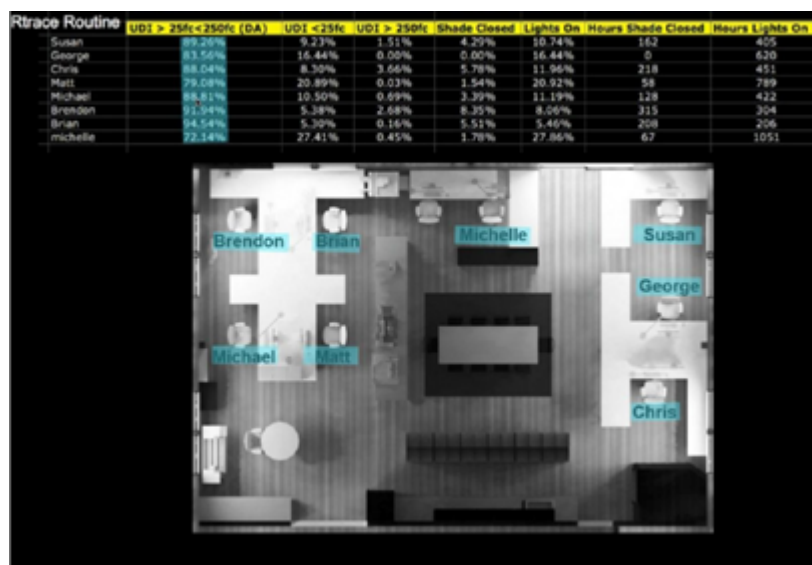 Rtrace Routine UDI > 25fc<250fc (DA) UDI <25fc UDI > 250fc Shade Closed Lights On Hours Shade Closed Hours Lights On
Susan 89.26% 9.23% 1.51% 4.29% 10.74% 162 405
George 83.56% 16.44% 0.00% 0.00% 16.44% 0 620
Chris 88.04% 8.30% 3.66% 5.78% 11.96% 218 451
Matt 79.08% 20.89% 0.03% 1.54% 20.92% 58 789
Michael 88.81% 10.50% 0.69% 3.39% 11.19% 128 422
Brendon 5.38% 2.68% 8.35% 8.06% 315 304
Brian 94.54% 5.30% 0.16% 5.51% 5.46% 208 206
michelle 72.14% 27.41% 0.45% 1.78% 27.86% 67 1051
Brendon Brian Michelle Susan
George
Michael Matt
Chris